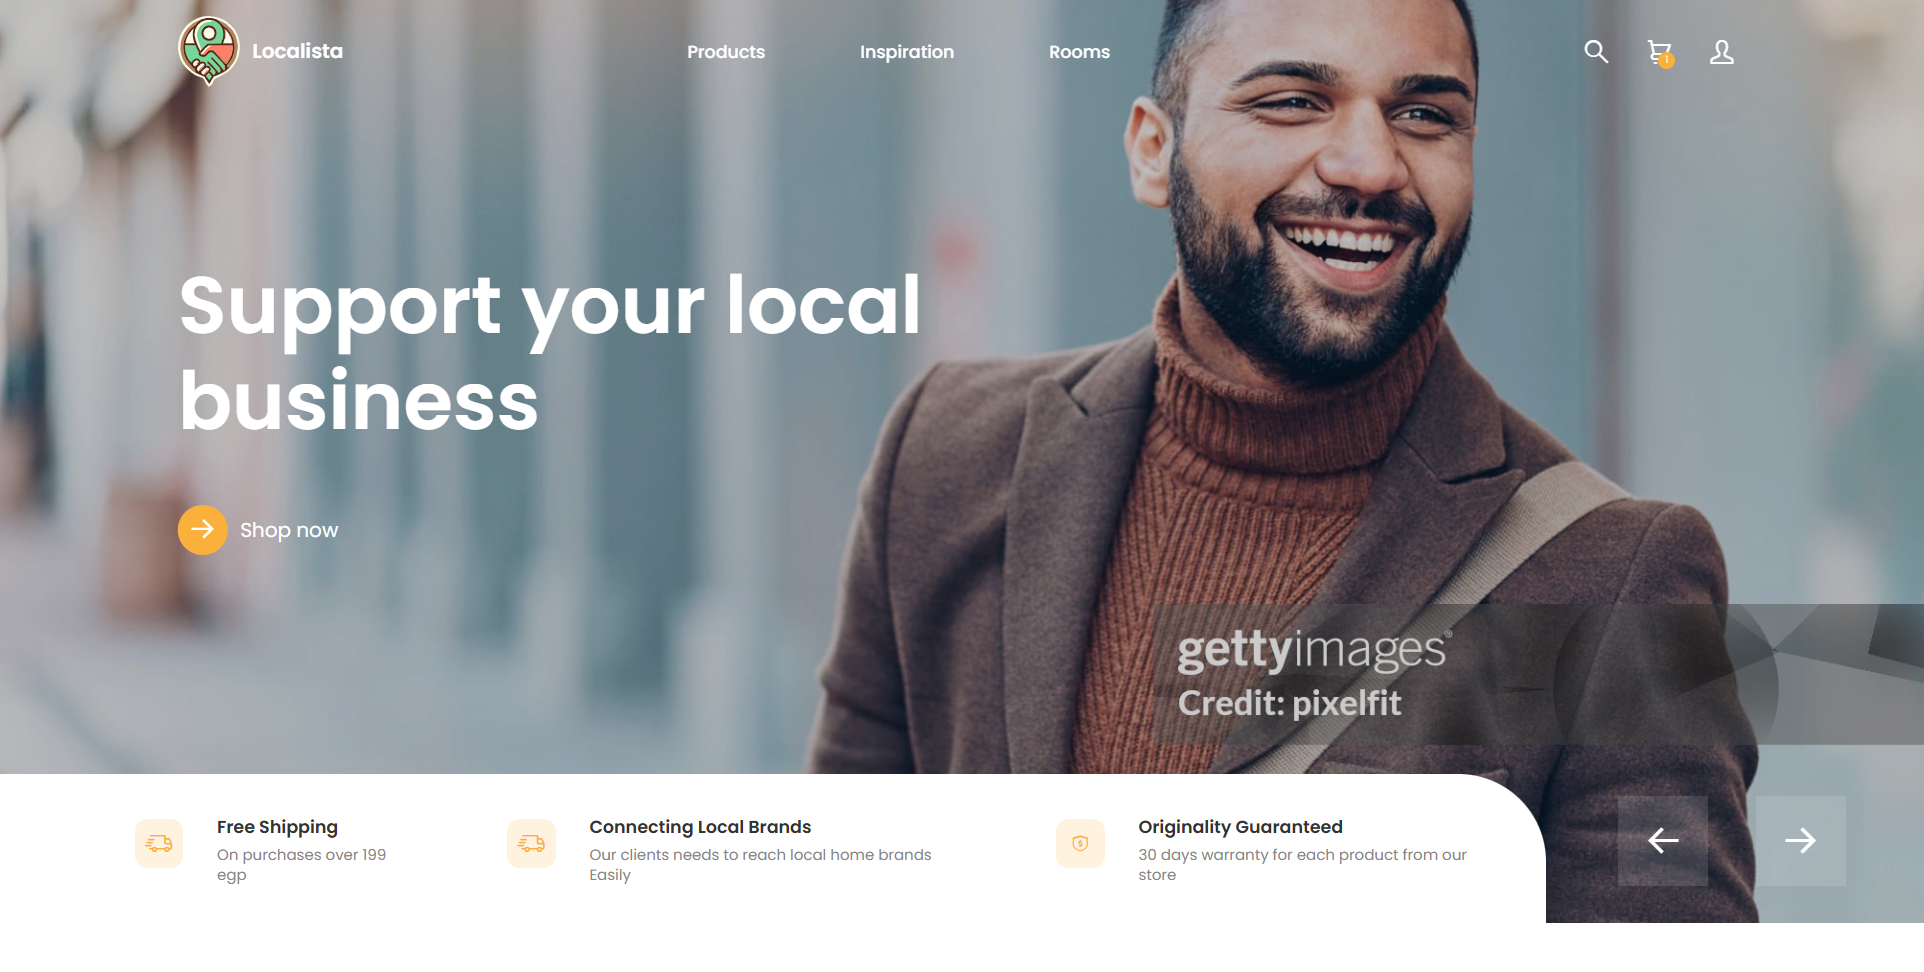 Localista
Products
Inspiration
Rooms
1
Support your local
business
Shop now
gettyimages®
Credit: pixelfit
Free Shipping
On purchases over 199
egp
Connecting Local Brands
Our clients needs to reach local home brands
Easily
Originality Guaranteed
30 days warranty for each product from our
store